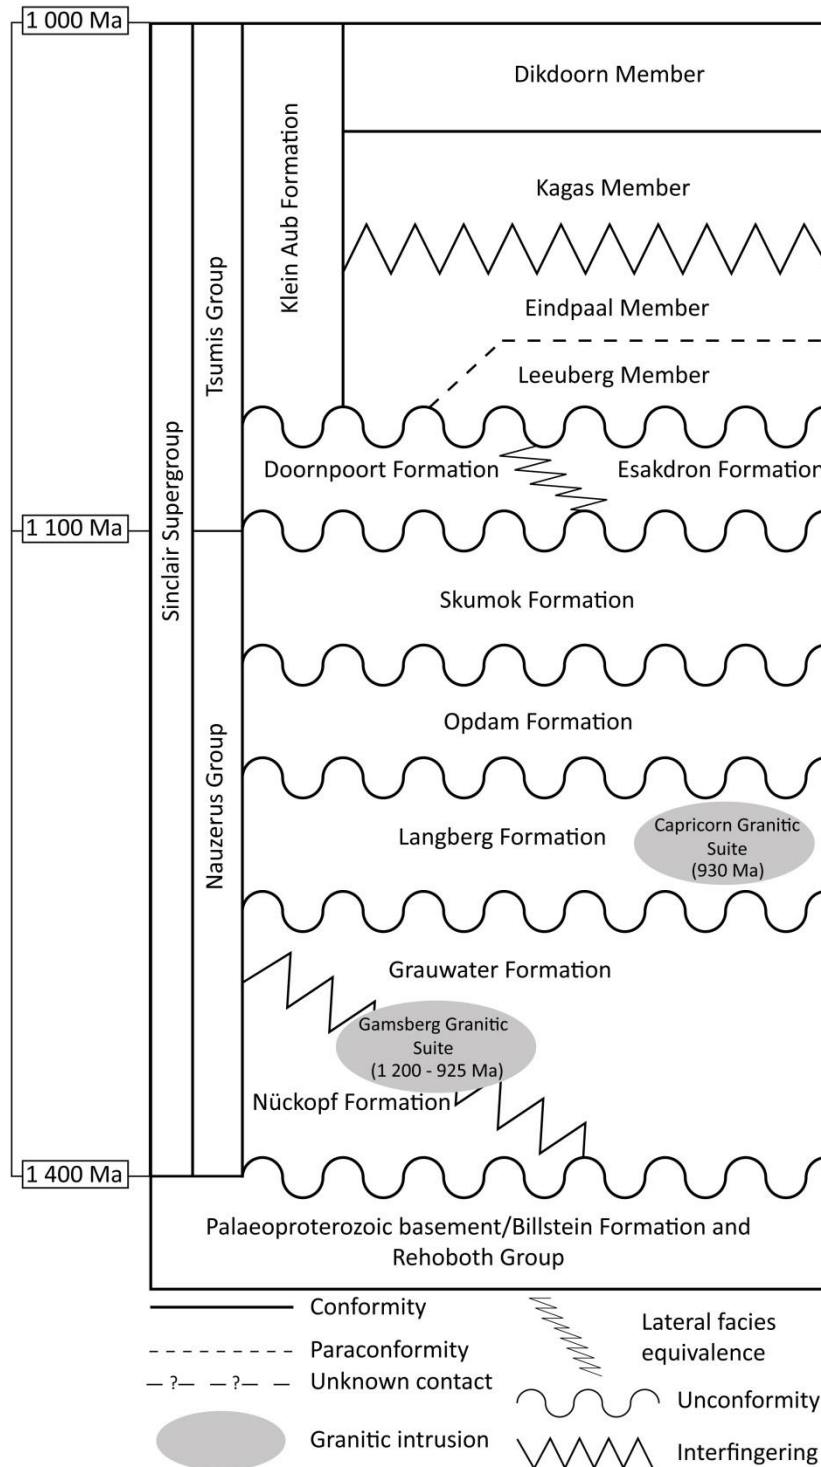 1 000 Ma
Dikdoorn Member
Klein Aub Formation
Kagas Member
Tsumis Group
Eindpaal Member
Leeuberg Member
Doornpoort Formation
Esakdron Formation
Sinclair Supergroup
1 100 Ma
Skumok Formation
Opdam Formation
Nauzerus Group
Langberg Formation
Capricorn Granitic
Suite
(930 Ma)
Grauwater Formation
Gamsberg Granitic
Suite
(1 200 - 925 Ma)
Nückopf Formation
1 400 Ma
Palaeoproterozoic basement/Billstein Formation and
Rehoboth Group
Conformity
Paraconformity
— ?— — ?— — Unknown contact
Granitic intrusion
Lateral facies
equivalence
Unconformity
Interfingering